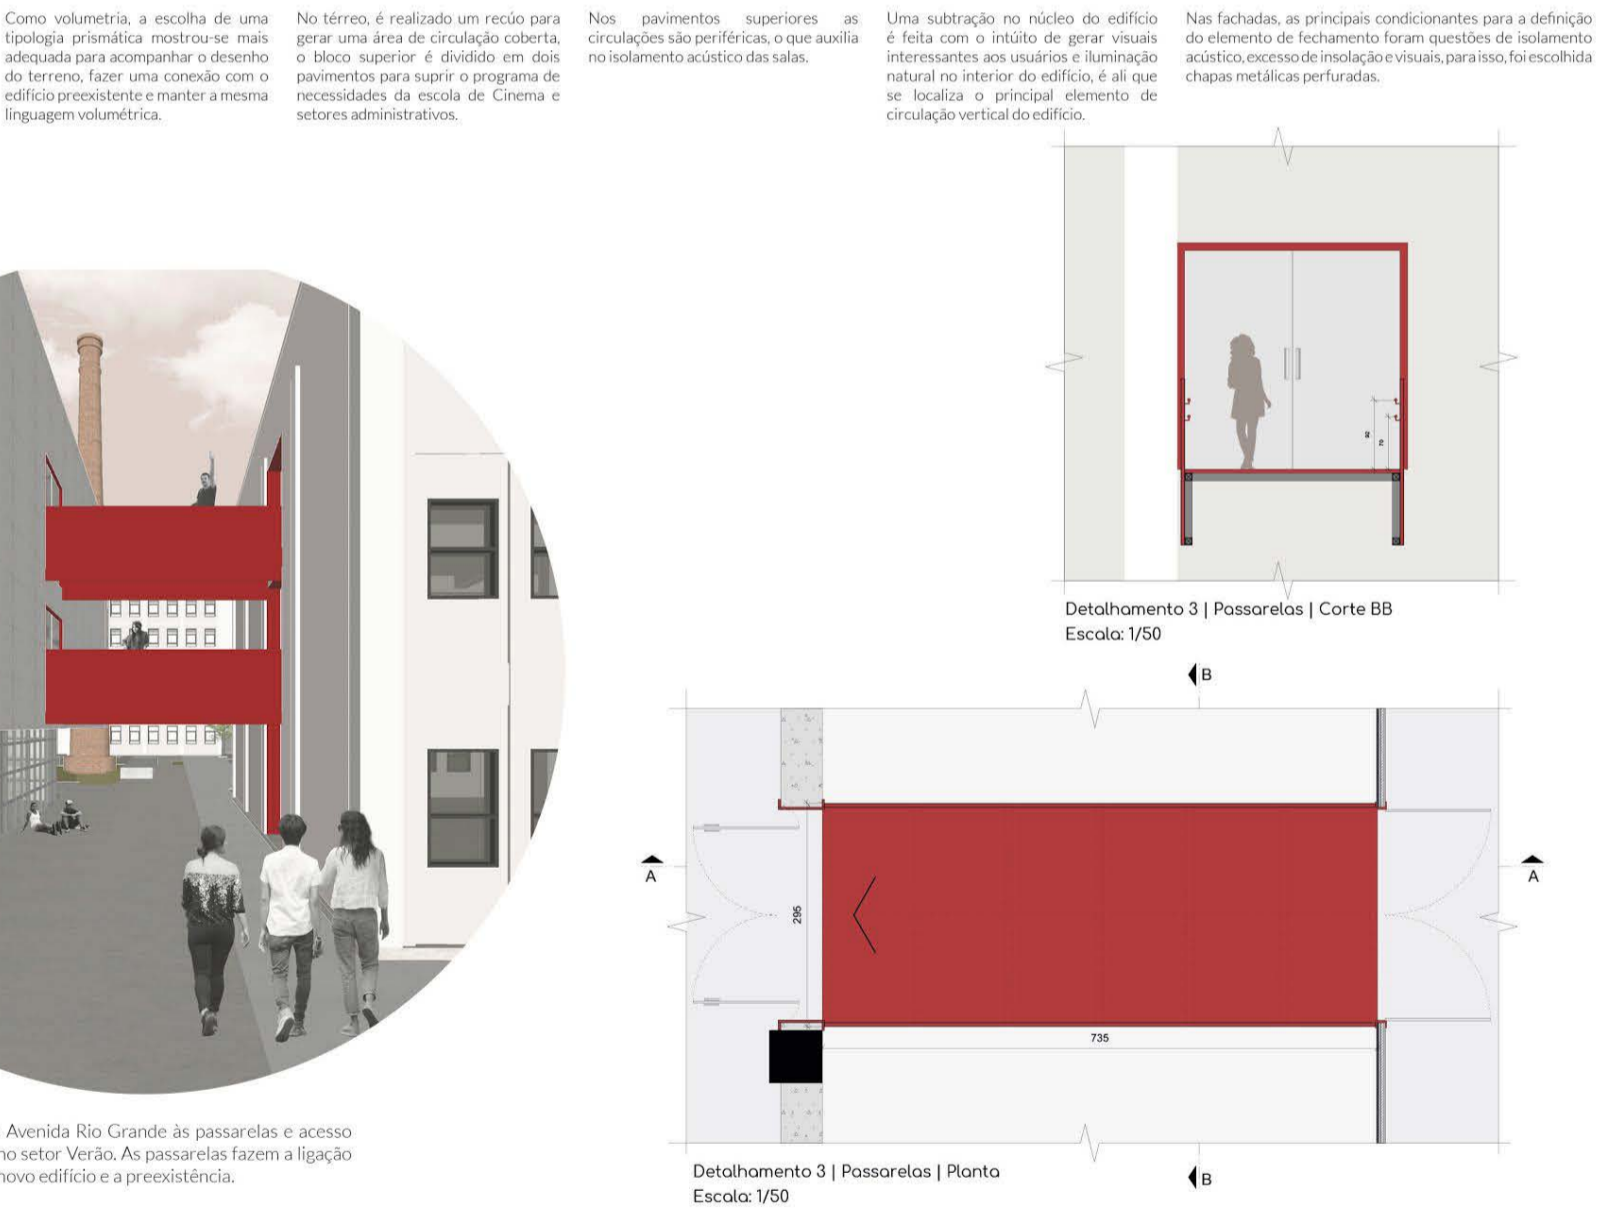 Como volumetria, a escolha de uma
tipologia prismática mostrou-se mais
adequada para acompanhar o desenho
do terreno, fazer uma conexão com o
edifício preexistente e manter a mesma
linguagem volumétrica.
No térreo, é realizado um recúo para
gerar uma área de circulação coberta,
o bloco superior é dividido em dois
pavimentos para suprir o programa de
necessidades da escola de Cinema e
setores administrativos.
Nos pavimentos superiores as
circulações são periféricas, o que auxilia
no isolamento acústico das salas.
Uma subtração no núcleo do edifício
é feita com o intúito de gerar visuais
interessantes aos usuários e iluminação
natural no interior do edifício, é ali que
se localiza o principal elemento de
circulação vertical do edifício.
Nas fachadas, as principais condicionantes para a definição
do elemento de fechamento foram questões de isolamento
acústico, excesso de insolação e visuais, para isso, foi escolhida
chapas metálicas perfuradas.
70
Detalhamento 3 | Passarelas | Corte BB
Escala: 1/50
B
A
A
295
735
Detalhamento 3 | Passarelas | Planta
Escala: 1/50
B
Avenida Rio Grande às passarelas e acesso
no setor Verão. As passarelas fazem a ligação
novo edifício e a preexistência.